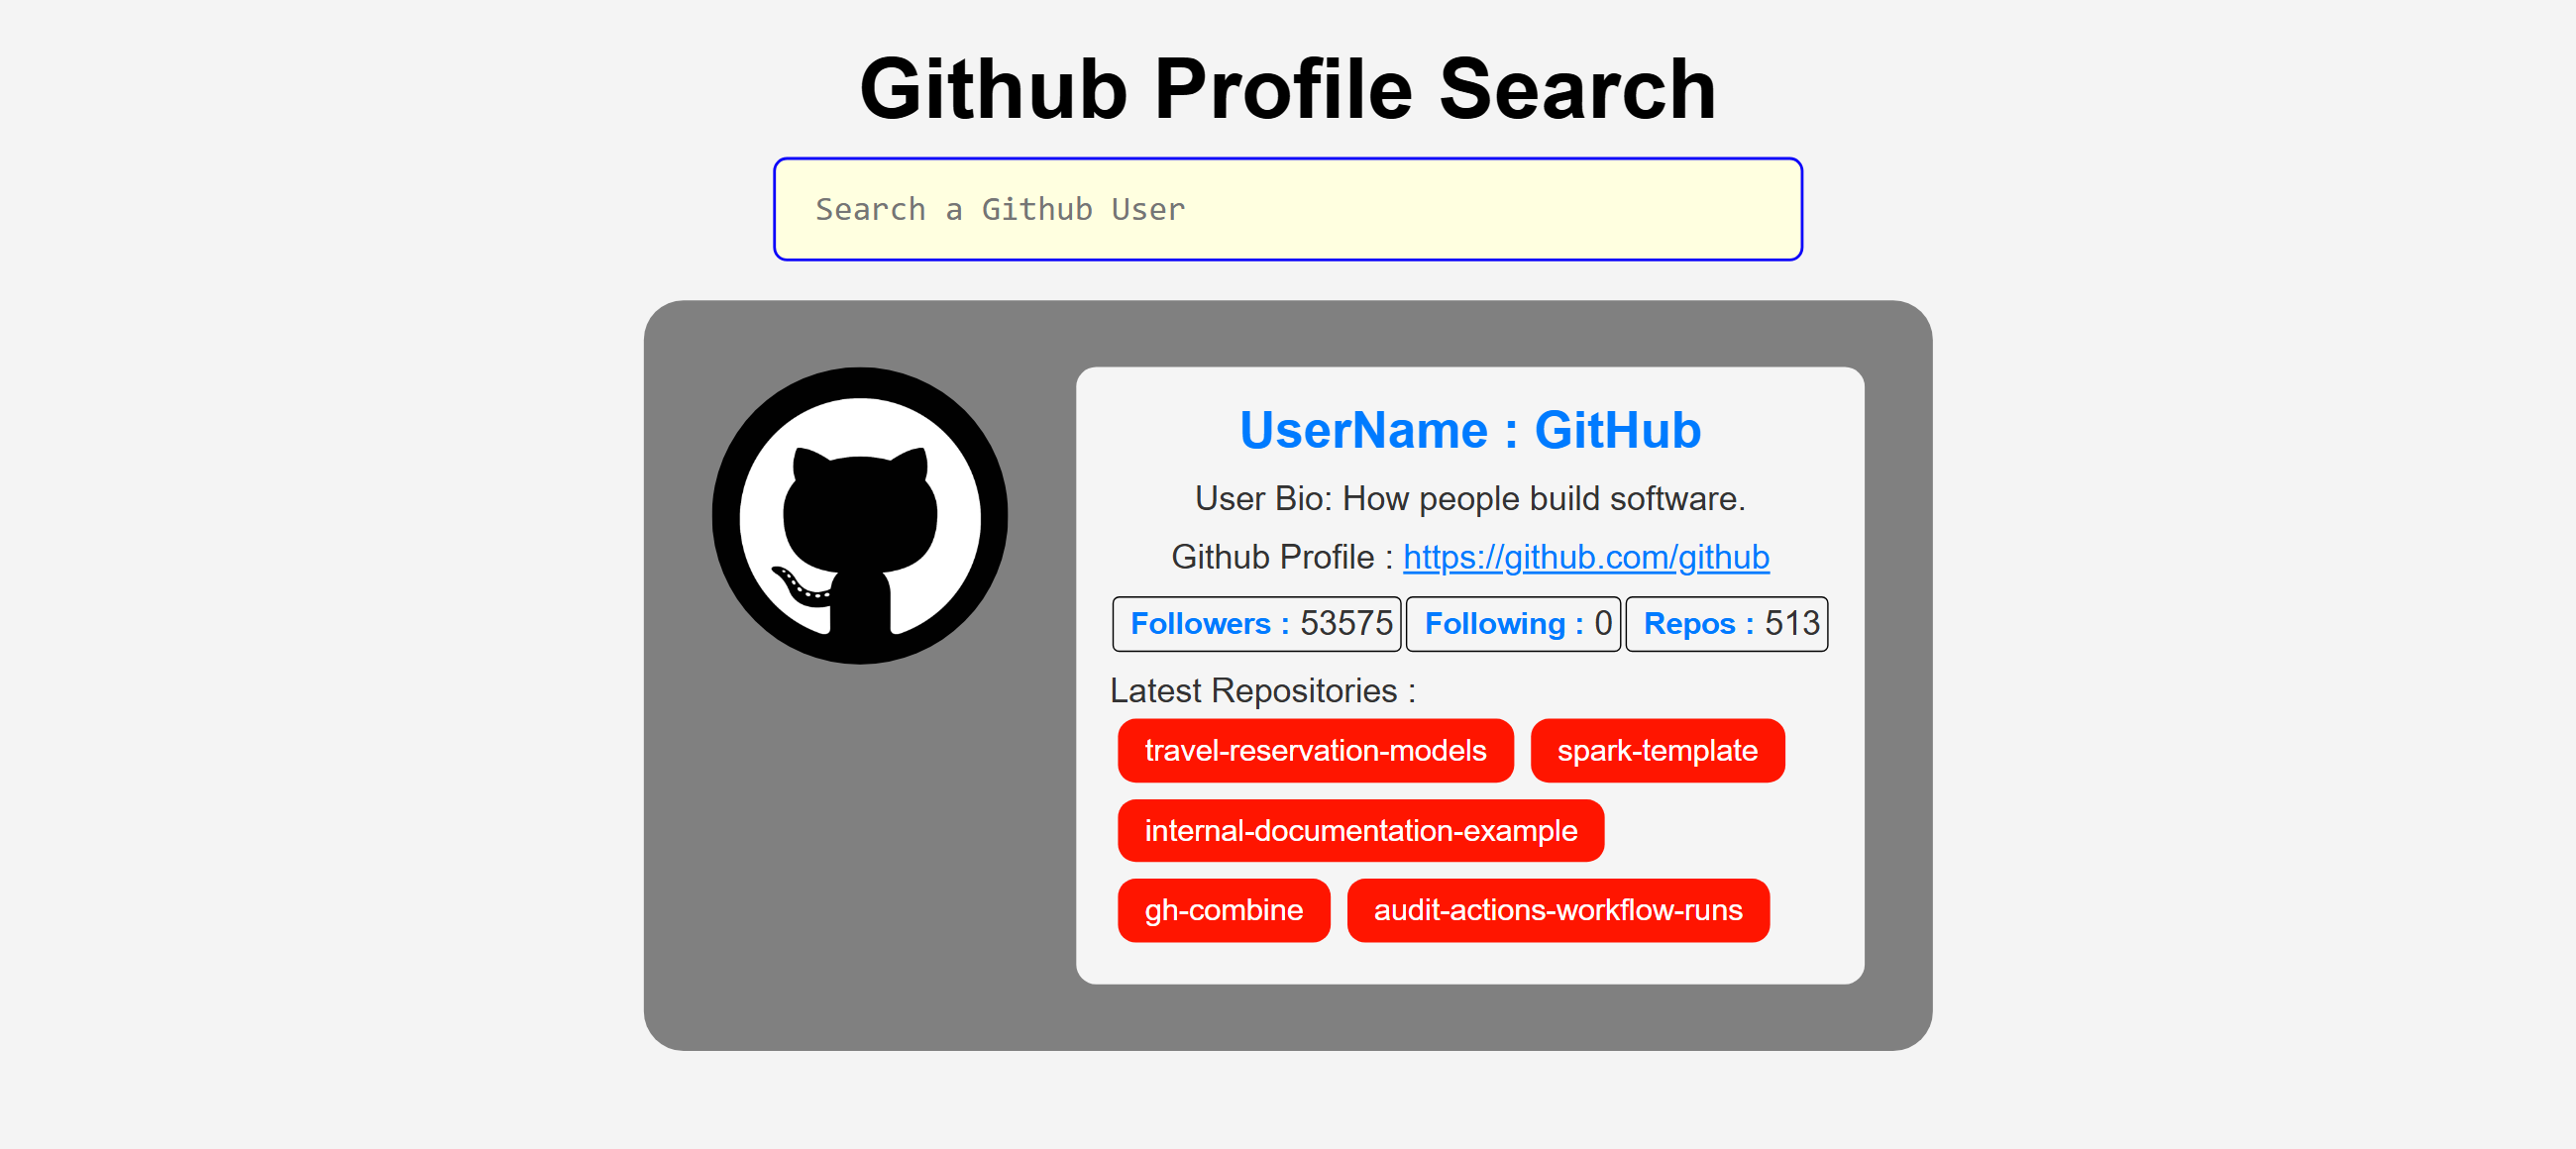 Github Profile Search
Search a Github User
UserName : GitHub
User Bio: How people build software.
Github Profile : https://github.com/github
Followers : 53575 Following : 0 Repos : 513
Latest Repositories :
travel-reservation-models spark-template
internal-documentation-example
gh-combine audit-actions-workflow-runs